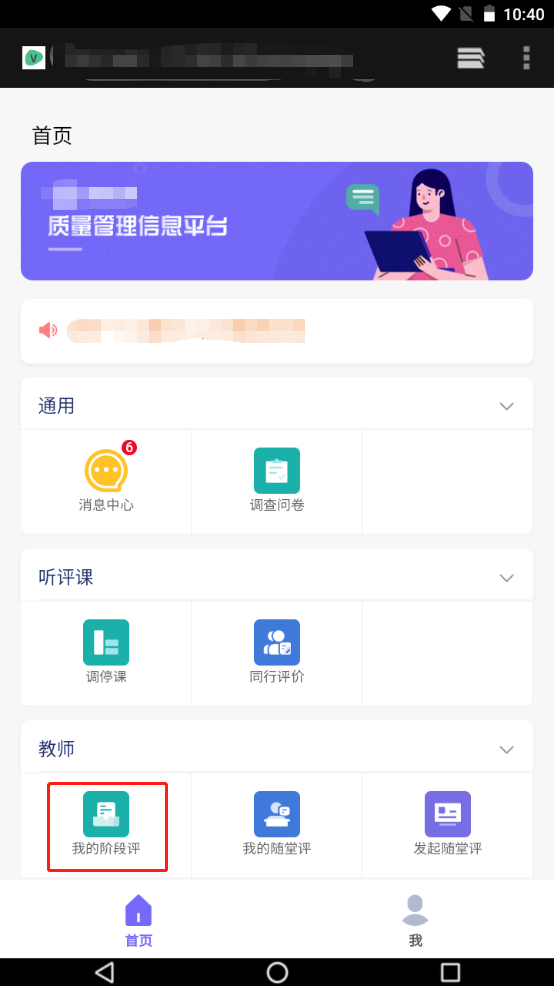 10:40
V
首页
质量管理信息平台
通用
6
消息中心
调查问卷
听评课
调停课
同行评价
教师
我的阶段评
我的随堂评
发起随堂评
首页
我